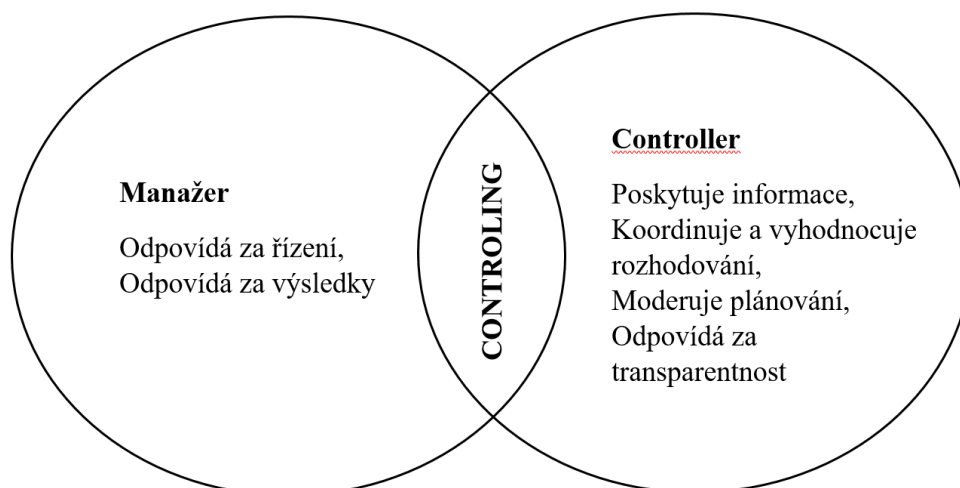 Manažer
Odpovídá za řízení,
Odpovídá za výsledky
CONTROLING
Controller
Poskytuje informace,
Koordinuje a vyhodnocuje
rozhodování,
Moderuje plánování,
Odpovídá za
transparentnost